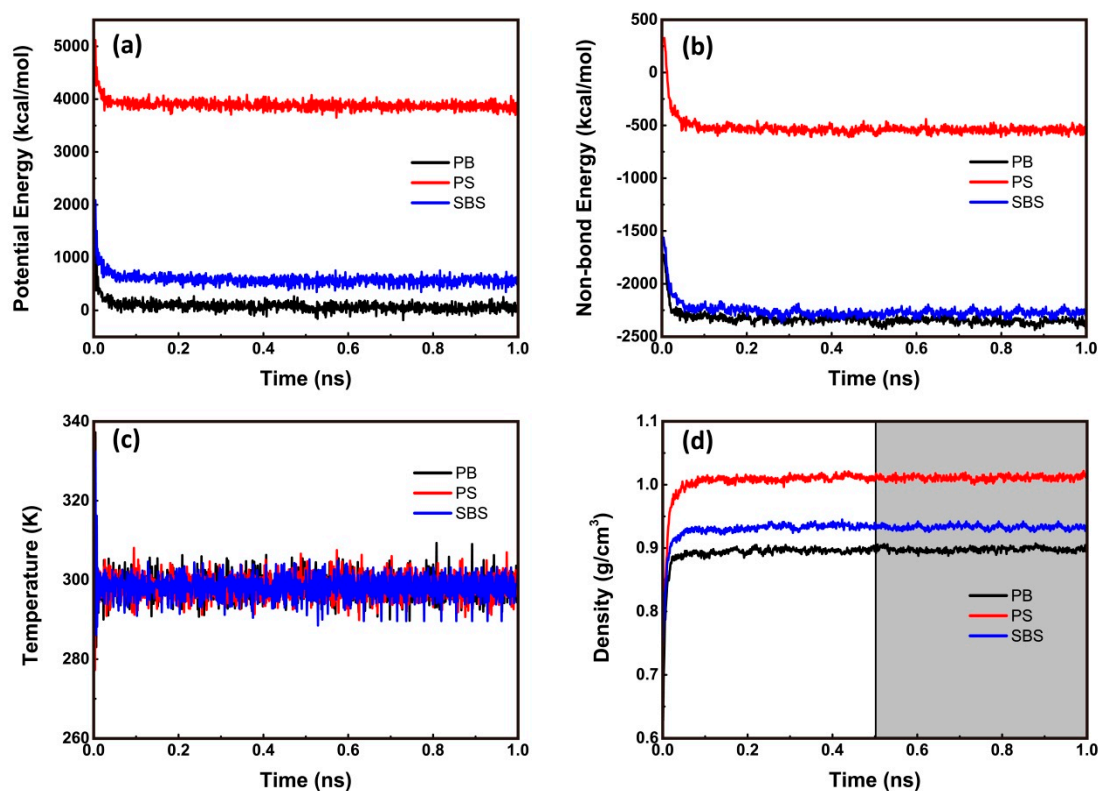 (a)
Potential Energy (kcal/mol)
5000
4000
3000
2000
1000
0
PB
PS
SBS
0.0 0.2 0.4 0.6 0.8 1.0
Time (ns)
(b)
Non-bond Energy (kcal/mol)
500
0
-500
-1000
-1500
-2000
-2500
PB
PS
SBS
0.0 0.2 0.4 0.6 0.8 1.0
Time (ns)
(c)
Temperature (K)
340
320
300
280
260
PB
PS
SBS
0.0 0.2 0.4 0.6 0.8 1.0
Time (ns)
(d)
Density (g/cm³)
1.1
1.0
0.9
0.8
0.7
0.6
PB
PS
SBS
0.0 0.2 0.4 0.6 0.8 1.0
Time (ns)